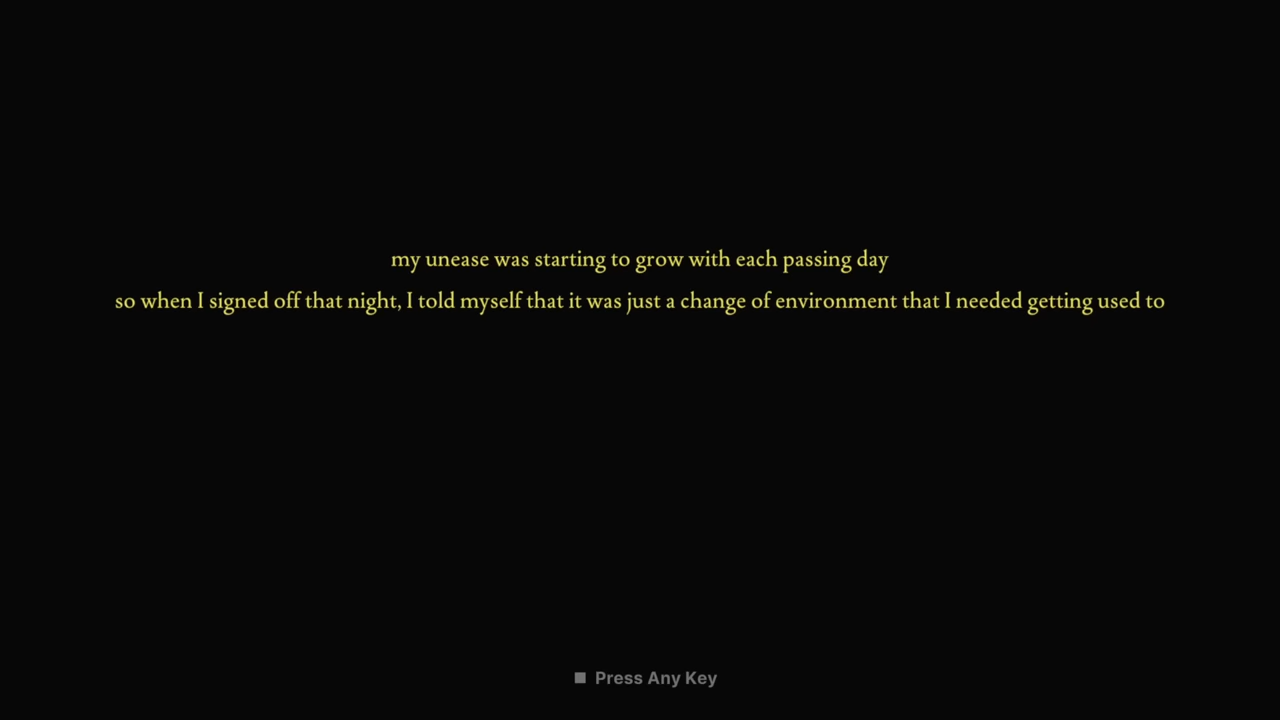 my unease was starting to grow with each passing day
so when I signed off that night, I told myself that it was just a change of environment that I needed getting used to
Press Any Key